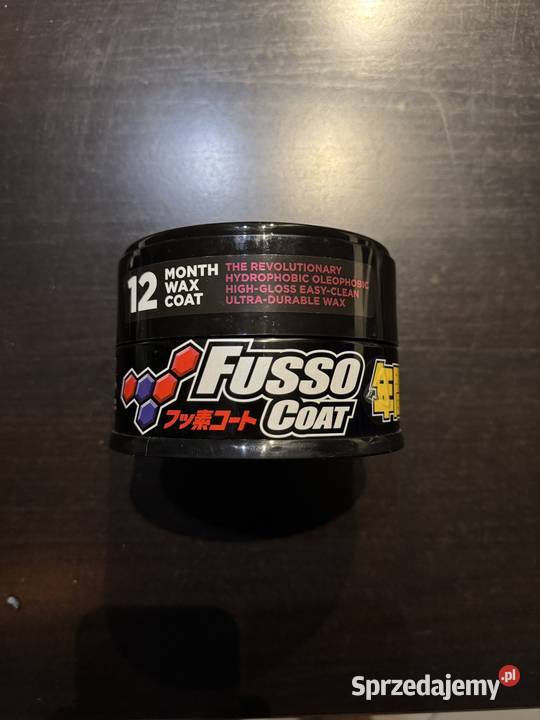 12
MONTH
WAX
COAT
THE REVOLUTIONARY
HYDROPHOBIC OLEOPHOBIC
HIGH-GLOSS EASY-CLEAN
ULTRA-DURABLE WAX
FUSSO
COAT
フッ素コート
年
Sprzedajemy.pl